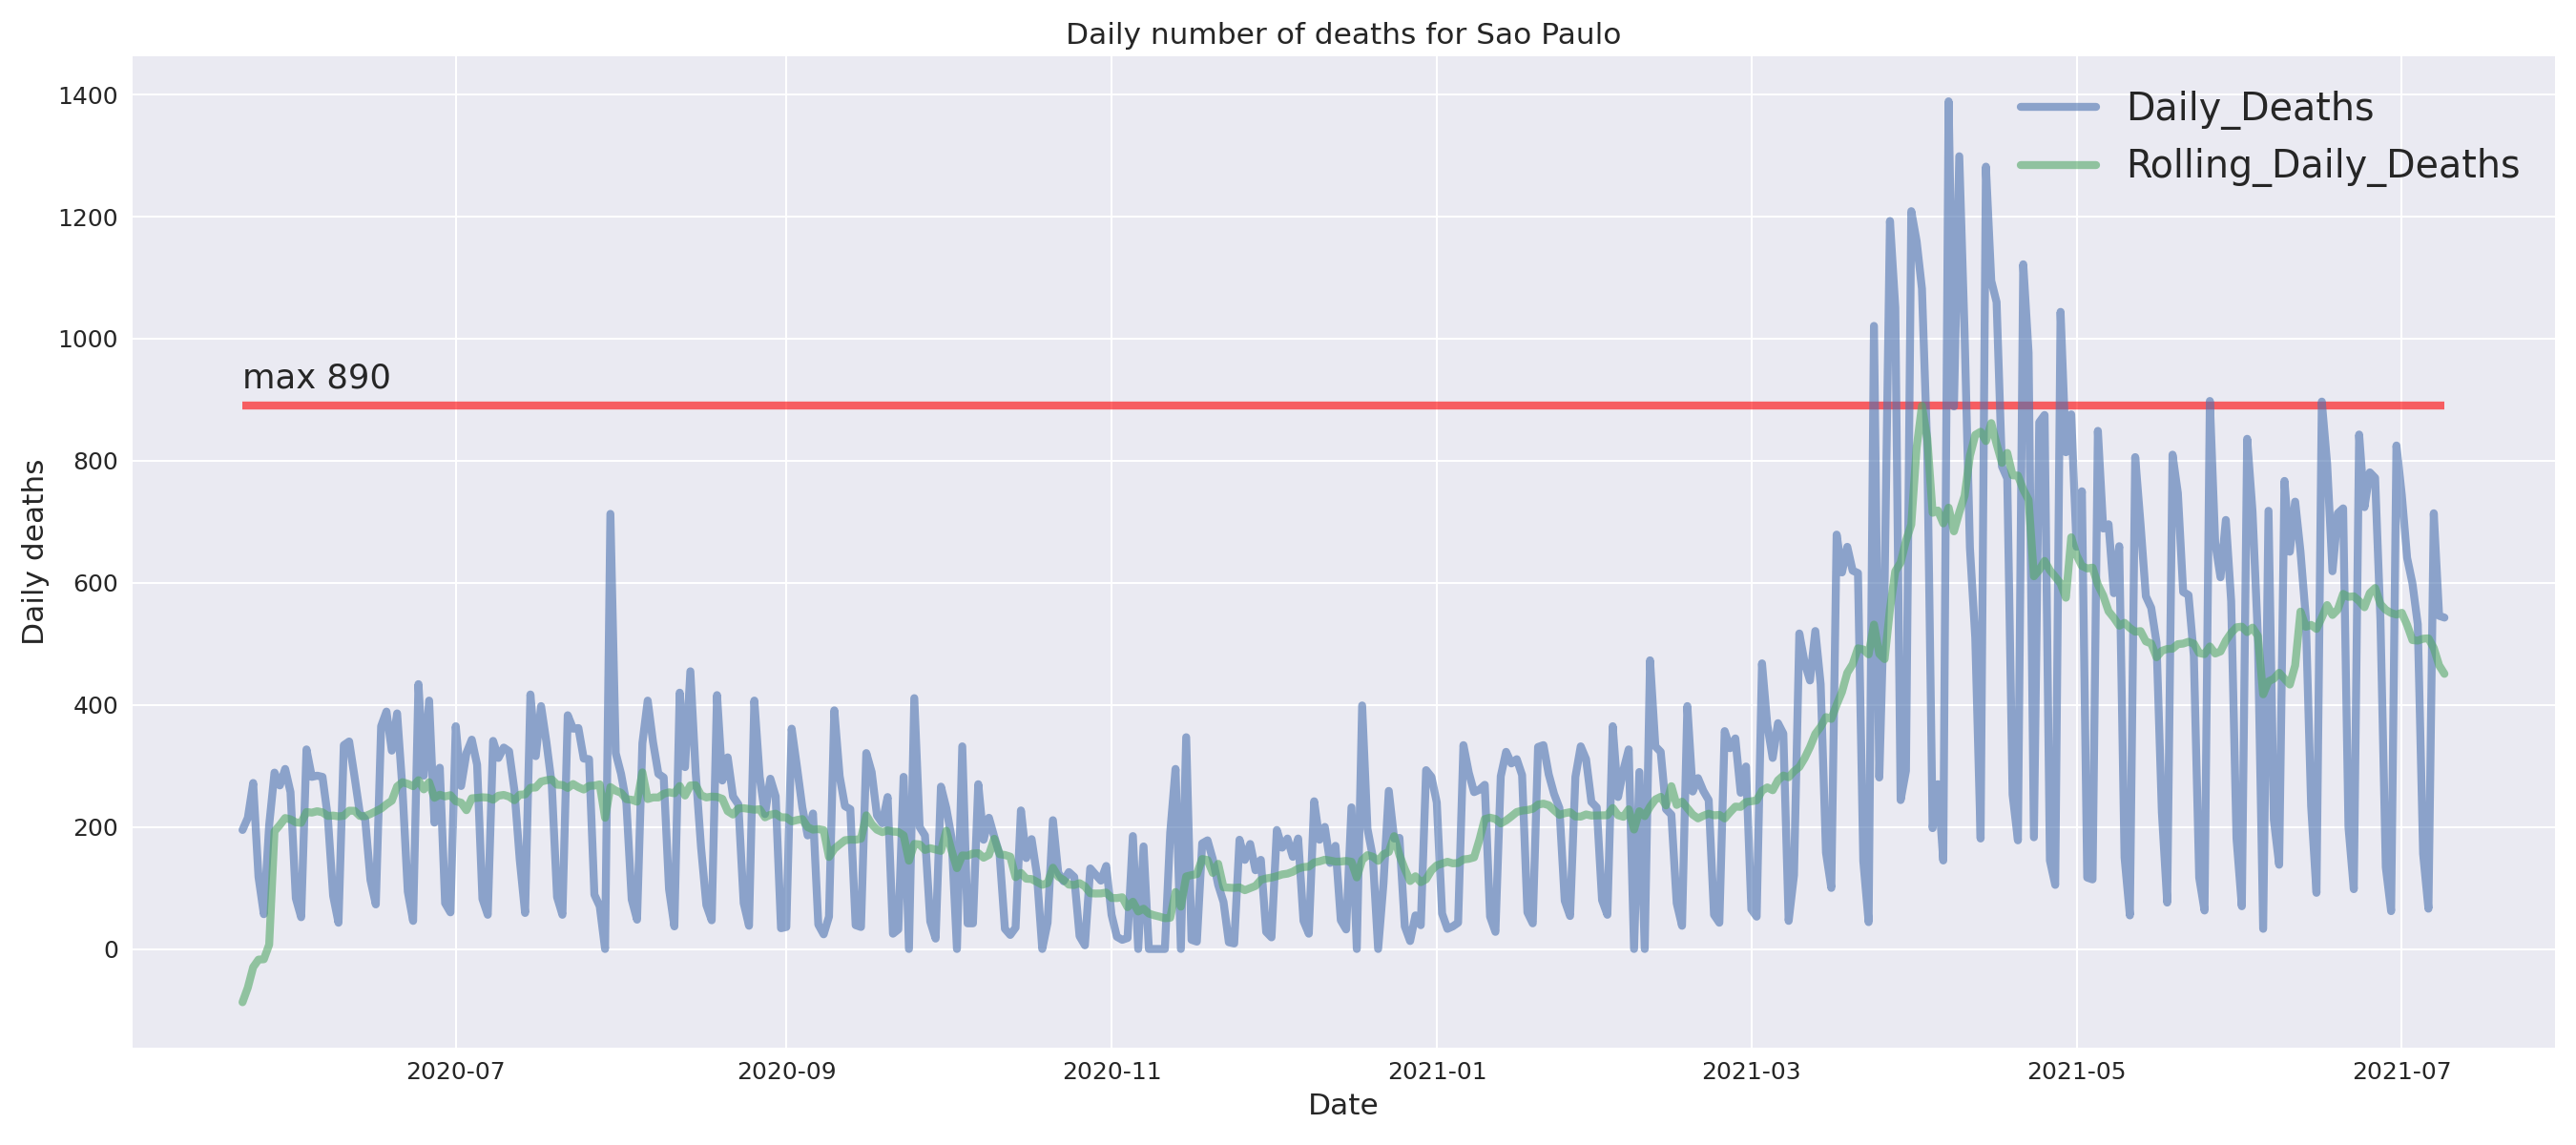 Daily number of deaths for Sao Paulo
1400
1200
1000
800
600
400
200
0
Daily deaths
max 890
Daily_Deaths
Rolling_Daily_Deaths
2020-07
2020-09
2020-11
2021-01
2021-03
2021-05
2021-07
Date